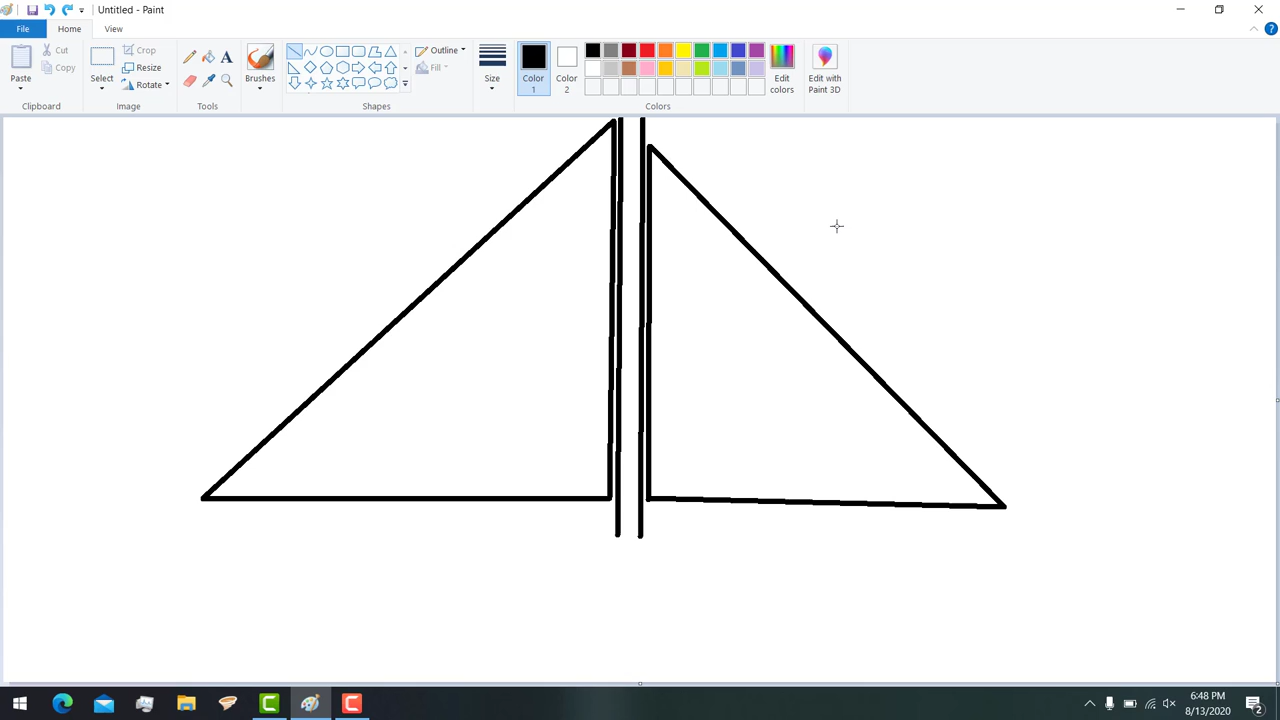 Untitled - Paint
File
Home
View
Paste
Cut
Copy
Clipboard
Select
Crop
Resize
Rotate
Image
A
Tools
Brushes
Outline
Fill
Shapes
Size
Color
1
Color
2
Edit
colors
Colors
Edit with
Paint 3D
6:48 PM
8/13/2020
2